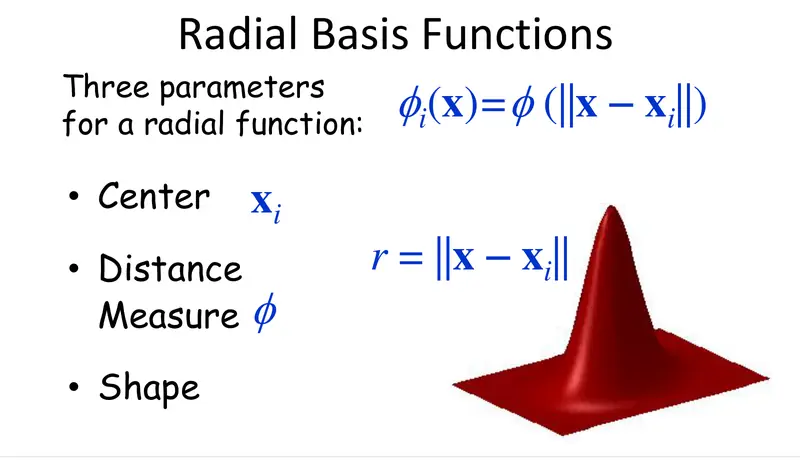 Radial Basis Functions
Three parameters
for a radial function:
ϕᵢ(𝐱)=ϕ (‖𝐱 − 𝐱ᵢ‖)
• Center 𝐱ᵢ
• Distance
Measure ϕ
r = ‖𝐱 − 𝐱ᵢ‖
• Shape